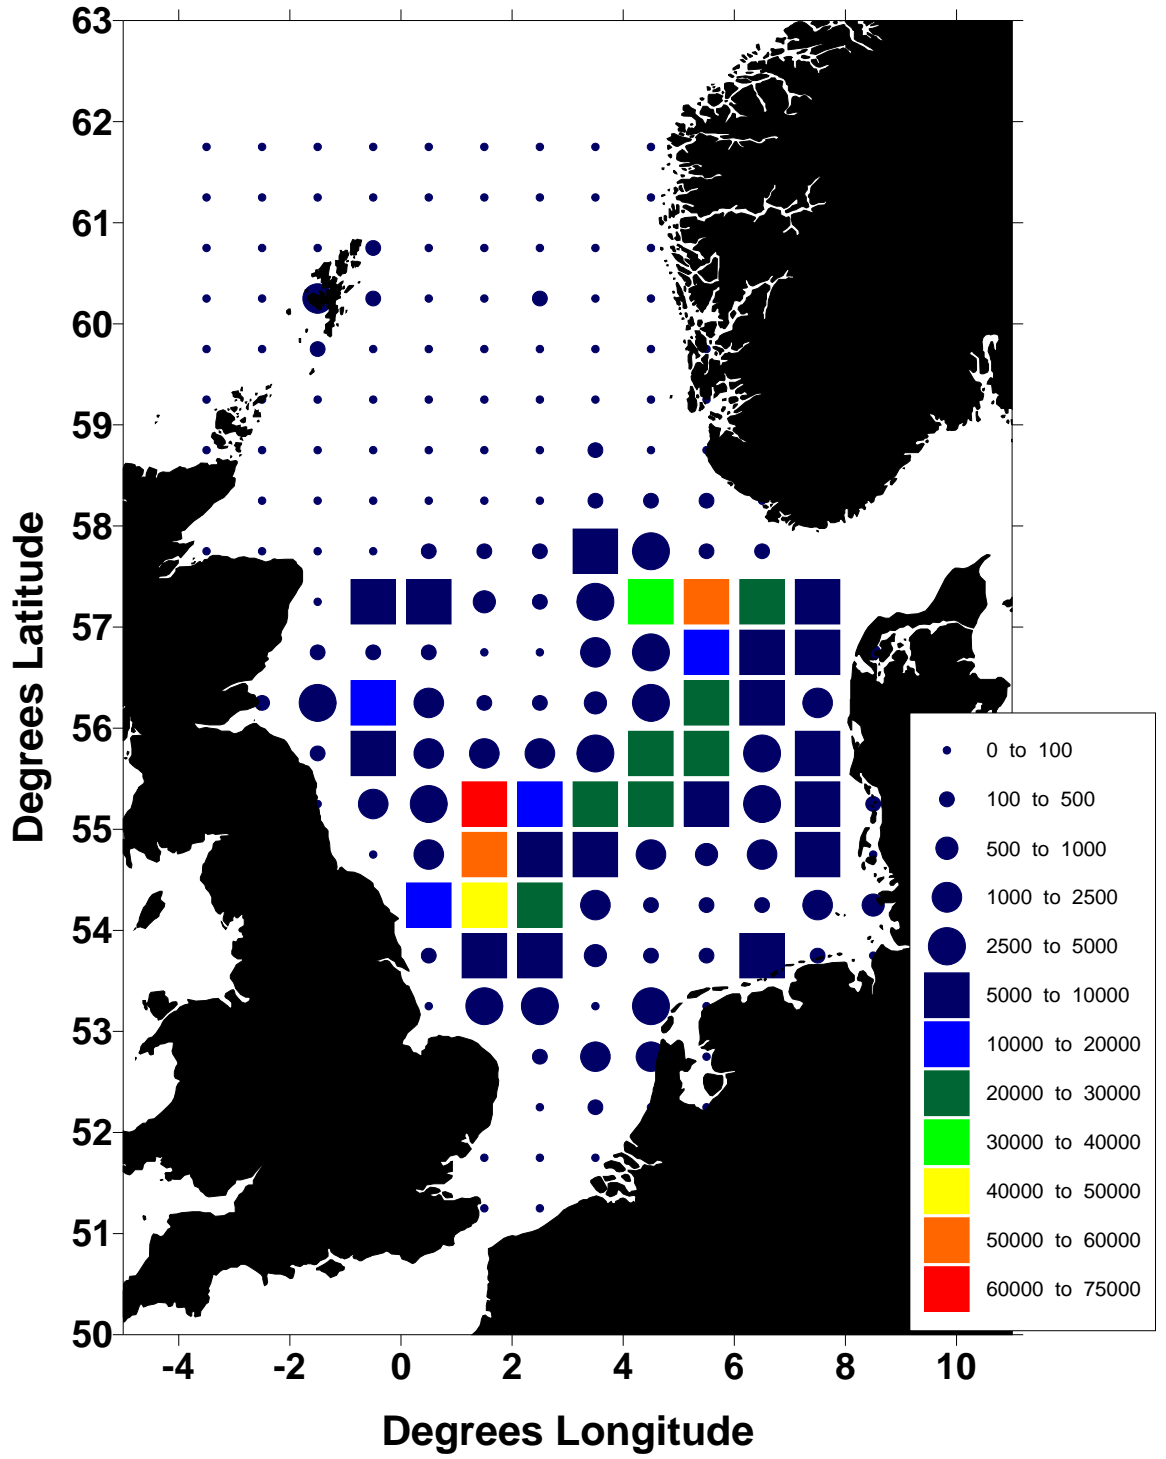 63
62
61
60
59
58
57
56
55
54
53
52
51
50
Degrees Latitude
-4 -2 0 2 4 6 8 10
Degrees Longitude
0 to 100
100 to 500
500 to 1000
1000 to 2500
2500 to 5000
5000 to 10000
10000 to 20000
20000 to 30000
30000 to 40000
40000 to 50000
50000 to 60000
60000 to 75000